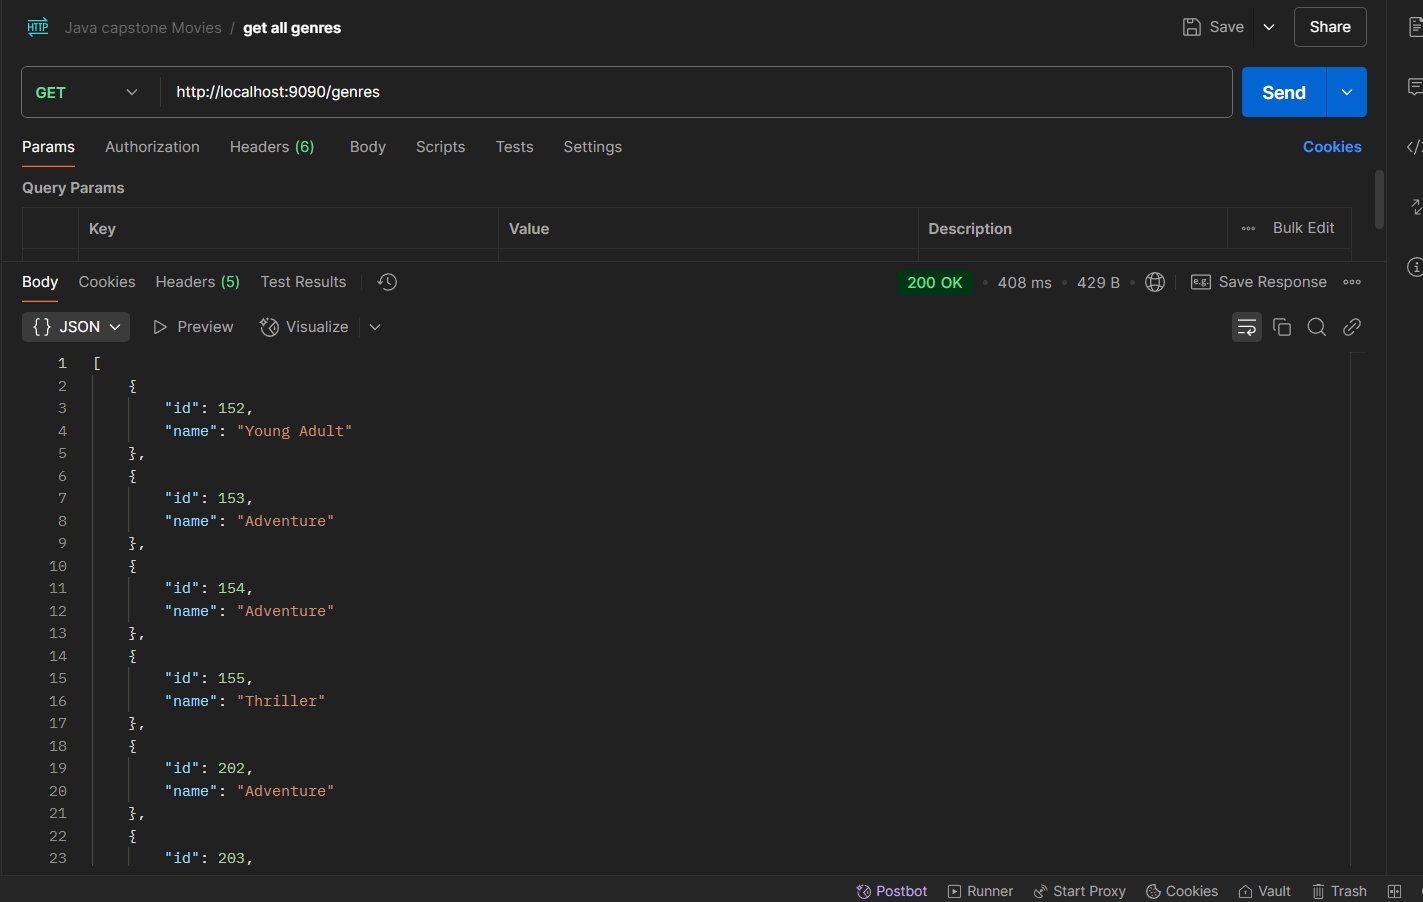 HTTP Java capstone Movies / get all genres Save Share
GET http://localhost:9090/genres Send
Params Authorization Headers (6) Body Scripts Tests Settings Cookies
Query Params
Key Value Description Bulk Edit
Body Cookies Headers (5) Test Results 200 OK • 408 ms • 429 B • e.g. Save Response
{} JSON Preview Visualize
1 [
2 {
3 "id": 152,
4 "name": "Young Adult"
5 },
6 {
7 "id": 153,
8 "name": "Adventure"
9 },
10 {
11 "id": 154,
12 "name": "Adventure"
13 },
14 {
15 "id": 155,
16 "name": "Thriller"
17 },
18 {
19 "id": 202,
20 "name": "Adventure"
21 },
22 {
23 "id": 203,
Postbot Runner Start Proxy Cookies Vault Trash